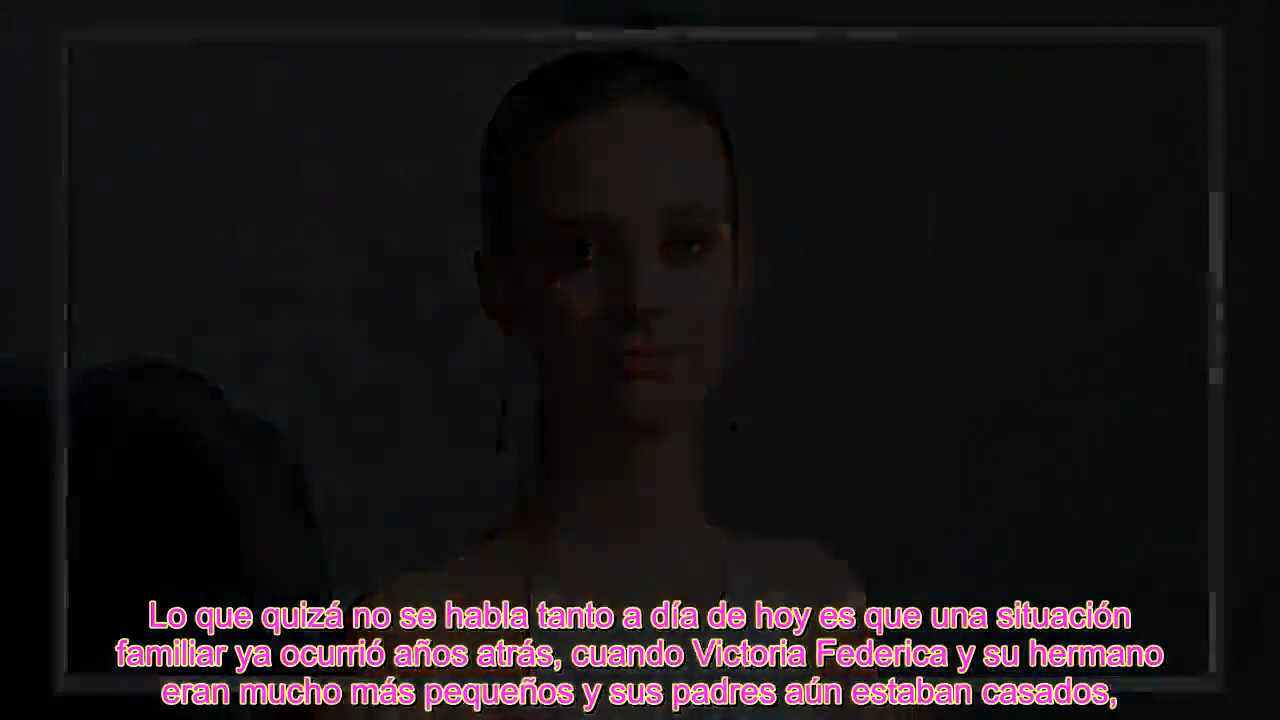 Lo que quizá no se habla tanto a día de hoy es que una situación
familiar ya ocurrió años atrás, cuando Victoria Federica y su hermano
eran mucho más pequeños y sus padres aún estaban casados,